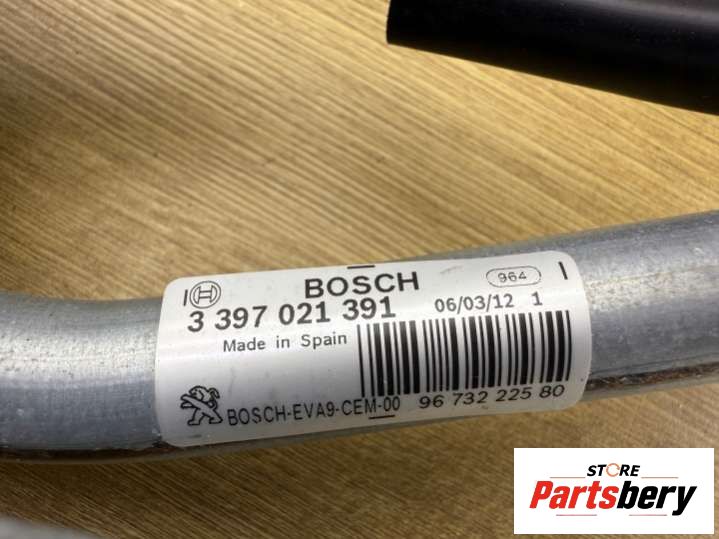 BOSCH 964
3 397 021 391 06/03/12 1
Made in Spain
BOSCH-EVA9-CEM-00 96 732 225 80
STORE
Partsbery